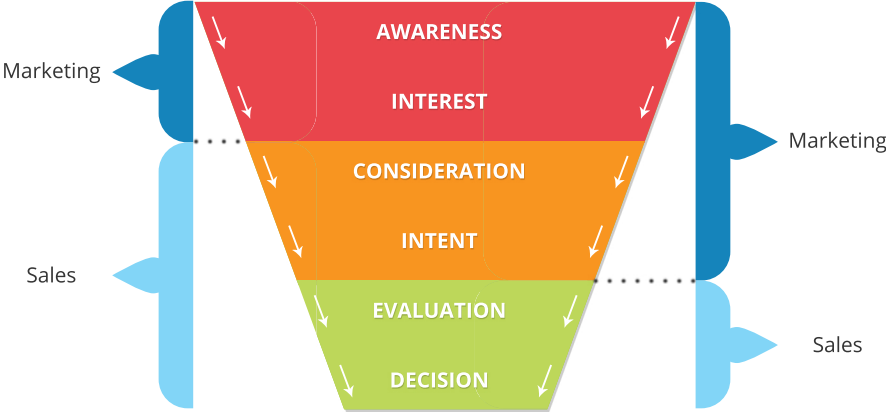 AWARENESS
Marketing
INTEREST
Marketing
CONSIDERATION
INTENT
Sales
EVALUATION
Sales
DECISION